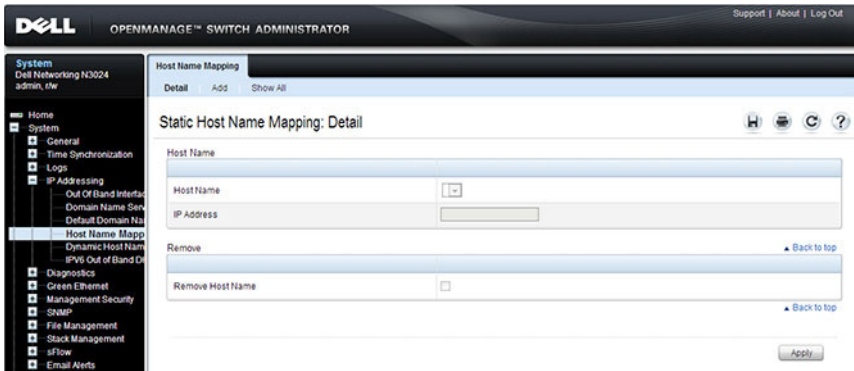 DELL
OPENMANAGE™ SWITCH ADMINISTRATOR
Support | About | Log Out
System
Dell Networking N3024
admin, r/w
Home
System
General
Time Synchronization
Logs
IP Addressing
Out Of Band Interfac
Domain Name Serv
Default Domain Na
Host Name Mapp
Dynamic Host Nam
IPV6 Out of Band D
Diagnostics
Green Ethernet
Management Security
SNMP
File Management
Stack Management
sFlow
Email Alerts
Host Name Mapping
Detail Add Show All
Static Host Name Mapping: Detail
Host Name
Host Name
IP Address
Remove
Back to top
Remove Host Name
Back to top
Apply